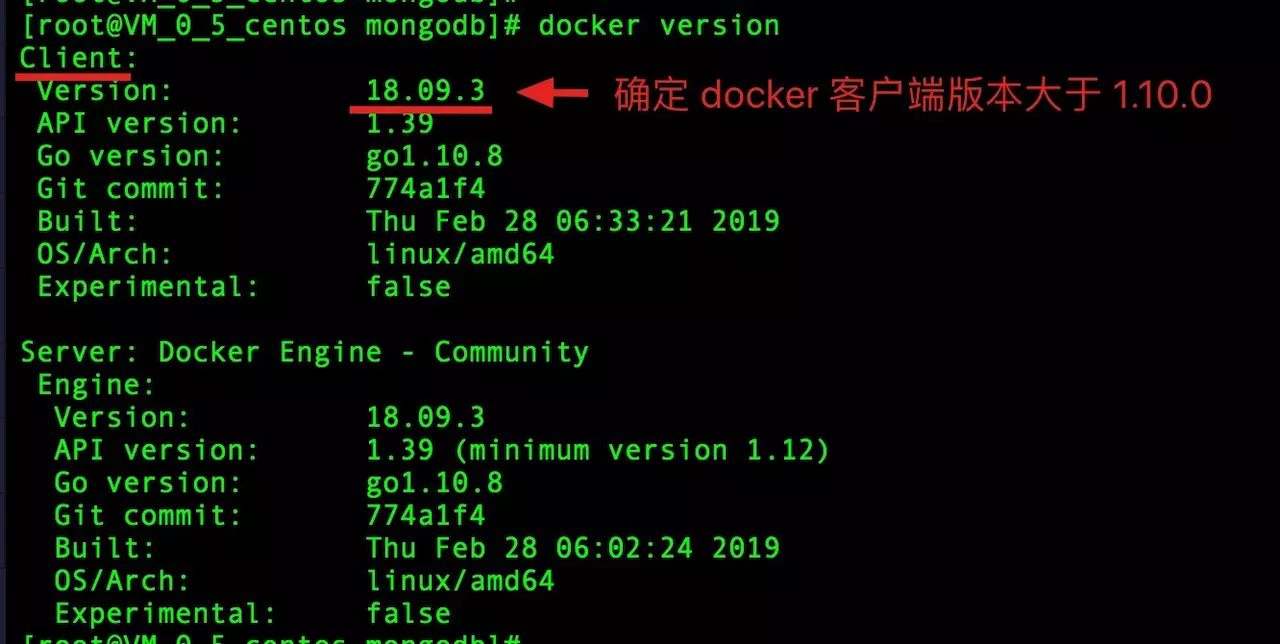 [root@VM_0_5_centos mongodb]#
[root@VM_0_5_centos mongodb]# docker version
Client:
Version: 18.09.3 确定 docker 客户端版本大于 1.10.0
API version: 1.39
Go version: go1.10.8
Git commit: 774a1f4
Built: Thu Feb 28 06:33:21 2019
OS/Arch: linux/amd64
Experimental: false
Server: Docker Engine - Community
Engine:
Version: 18.09.3
API version: 1.39 (minimum version 1.12)
Go version: go1.10.8
Git commit: 774a1f4
Built: Thu Feb 28 06:02:24 2019
OS/Arch: linux/amd64
Experimental: false
[root@VM_0_5_centos mongodb]#